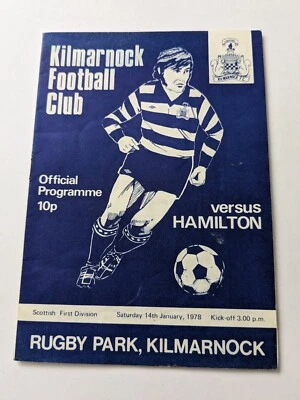 Kilmarnock
Football
Club
Official
Programme
10p
versus
HAMILTON
Scottish First Division Saturday 14th January, 1978 Kick-off 3.00 p.m.
RUGBY PARK, KILMARNOCK